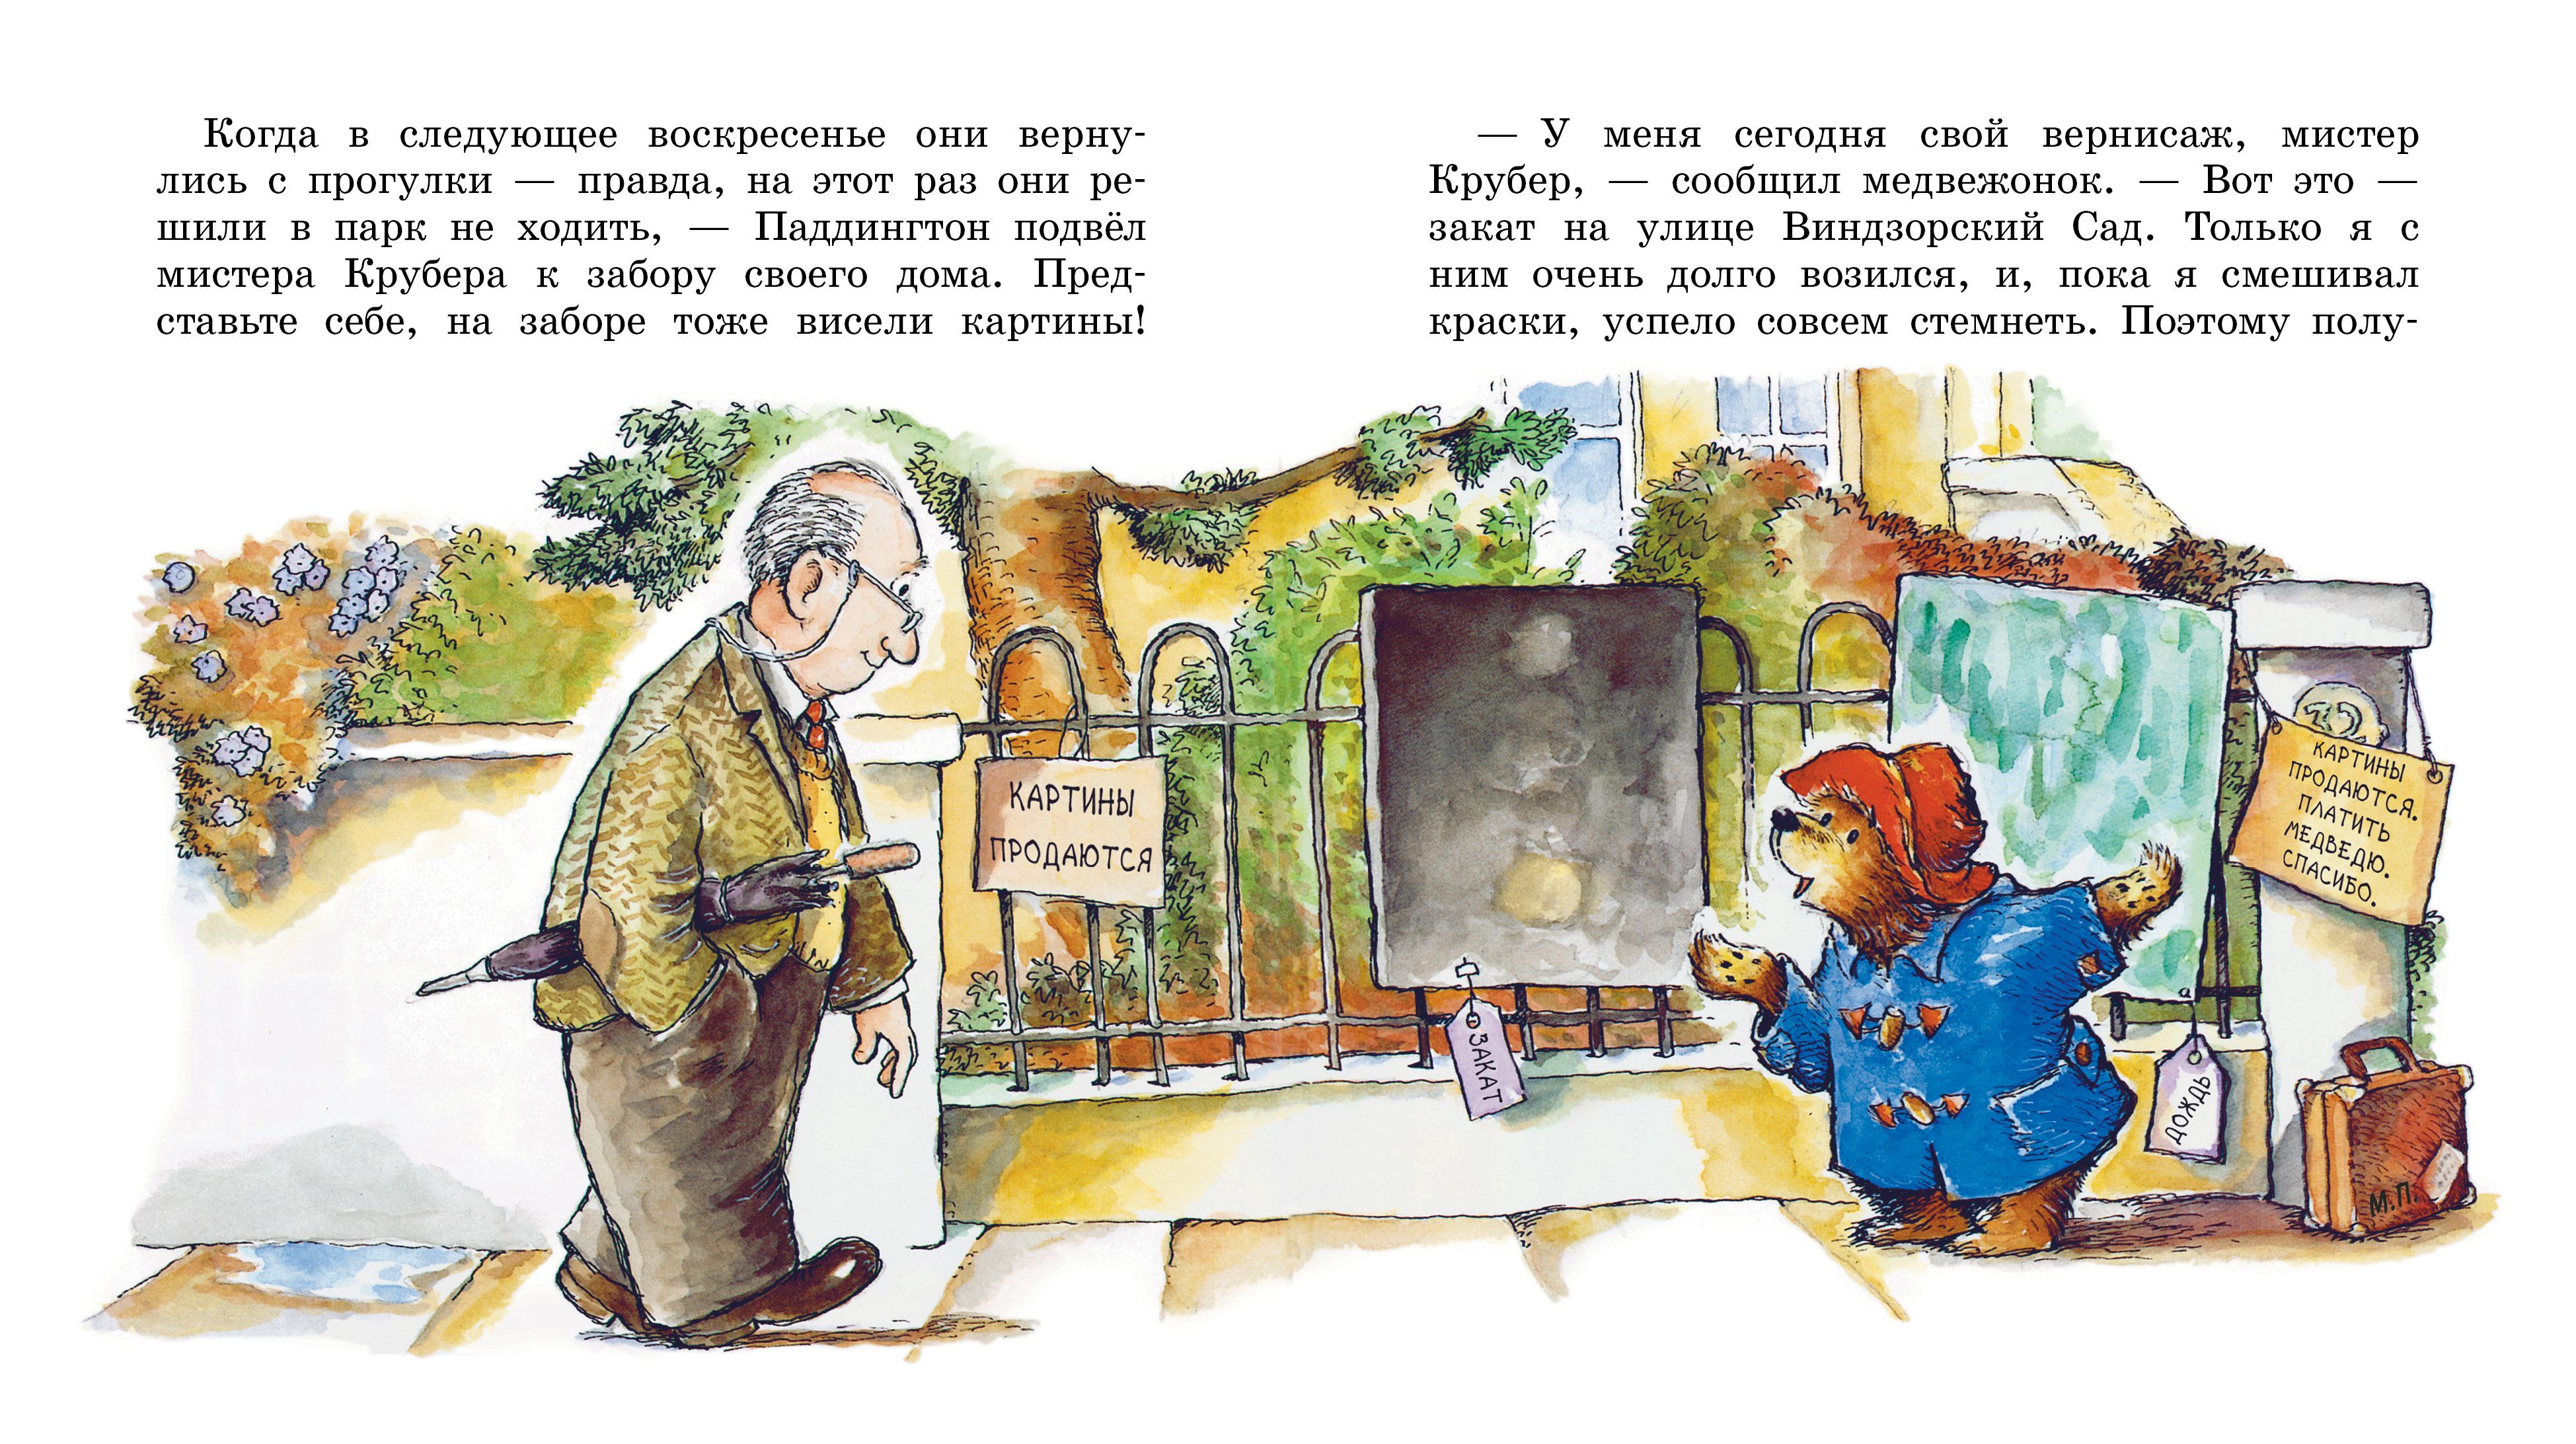 Когда в следующее воскресенье они верну-
лись с прогулки — правда, на этот раз они ре-
шили в парк не ходить, — Паддингтон подвёл
мистера Крубера к забору своего дома. Пред-
ставьте себе, на заборе тоже висели картины!
— У меня сегодня свой вернисаж, мистер
Крубер, — сообщил медвежонок. — Вот это —
закат на улице Виндзорский Сад. Только я с
ним очень долго возился, и, пока я смешивал
краски, успело совсем стемнеть. Поэтому полу-
КАРТИНЫ
ПРОДАЮТСЯ
ЗАКАТ
ДОЖДЬ
32
КАРТИНЫ
ПРОДАЮТСЯ.
ПЛАТИТЬ
МЕДВЕДЮ.
СПАСИБО.
М.П.